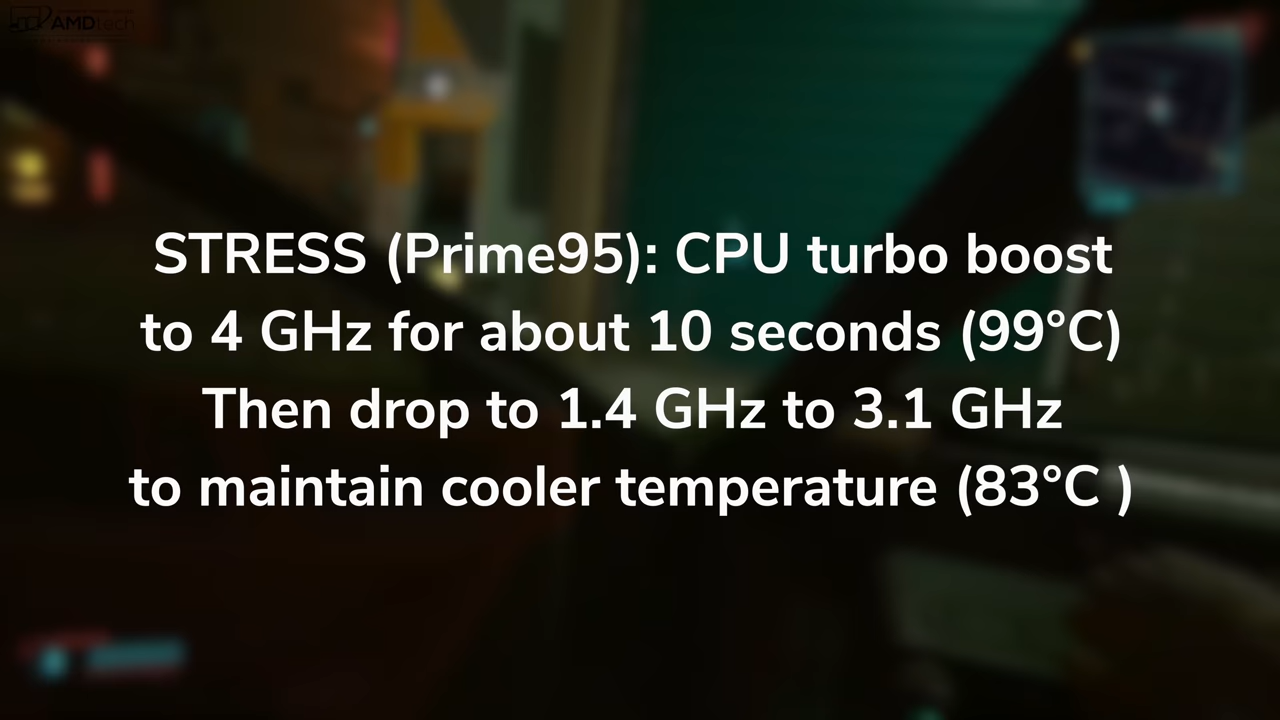 AMDtech
STRESS (Prime95): CPU turbo boost
to 4 GHz for about 10 seconds (99°C)
Then drop to 1.4 GHz to 3.1 GHz
to maintain cooler temperature (83°C )